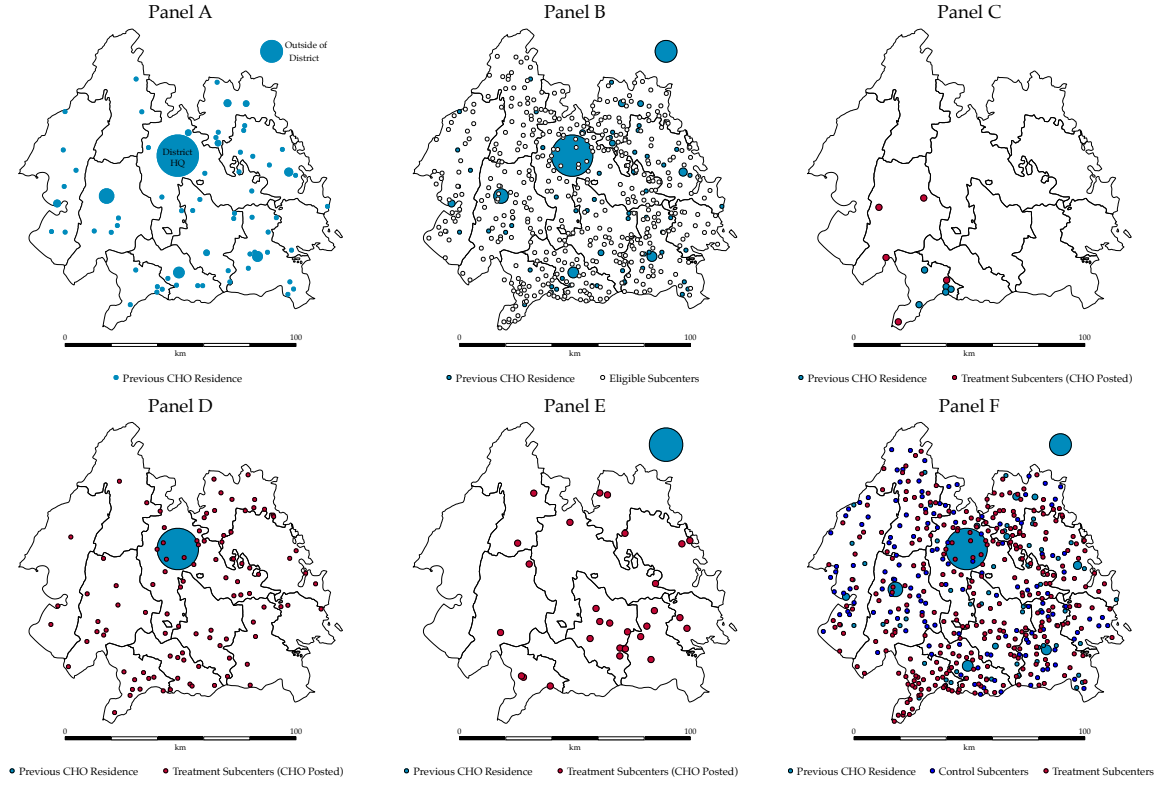 Panel A
Panel B
Panel C
Outside of
District
District
HQ
0 100
km
0 100
km
0 100
km
Previous CHO Residence
Previous CHO Residence Eligible Subcenters
Previous CHO Residence Treatment Subcenters (CHO Posted)
Panel D
Panel E
Panel F
0 100
km
0 100
km
0 100
km
Previous CHO Residence Treatment Subcenters (CHO Posted)
Previous CHO Residence Treatment Subcenters (CHO Posted)
Previous CHO Residence Control Subcenters Treatment Subcenters